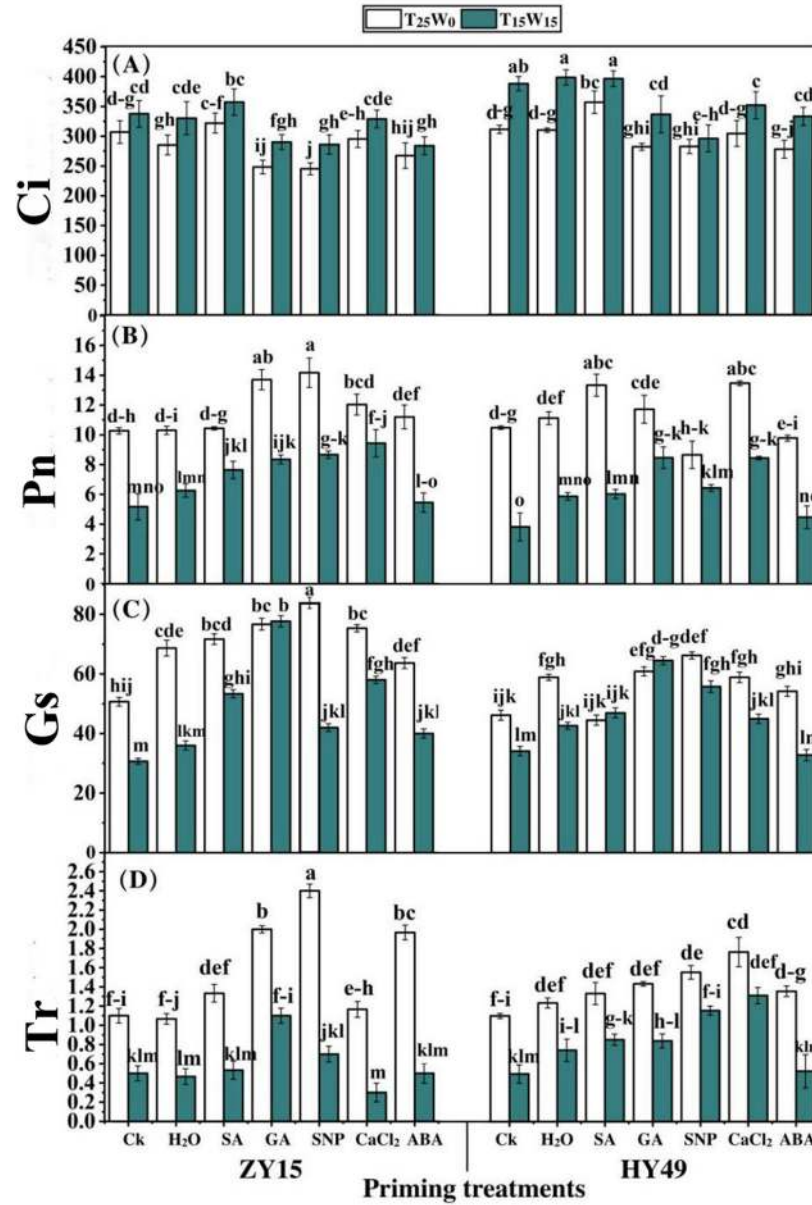 T25W0 T15W15
(A)
Ci
450
400
350
300
250
200
150
100
50
0
d-g cd gh cde c-f bc ij fgh j gh e-h cde hij gh
d-g ab d-g a bc a ghi cd ghi e-h d-g c g-j cd
(B)
Pn
16
14
12
10
8
6
4
2
0
d-h mno d-i lmn d-g jkl ab ijk a g-k bcd f-j def l-o
d-g o def mno abc lmn cde g-k h-k klm abc g-k e-i
(C)
Gs
80
60
40
20
0
hij m cde lkm bcd ghi bc b a jkl bc fgh def jkl
ijk lm fgh jkl ijk ijk efg d-g def fgh fgh jkl ghi
(D)
Tr
2.6
2.4
2.2
2.0
1.8
1.6
1.4
1.2
1.0
0.8
0.6
0.4
0.2
0.0
f-i klm f-j lm def klm b f-i a jkl e-h m bc klm
f-i klm def i-l def g-k def h-l de f-i cd def d-g
Ck H2O SA GA SNP CaCl2 ABA Ck H2O SA GA SNP CaCl2 ABA
ZY15 HY49
Priming treatments